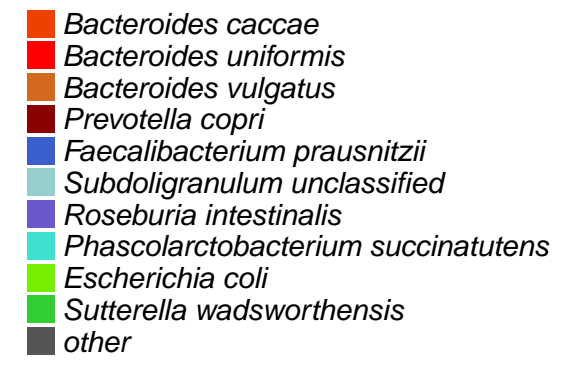 Bacteroides caccae
Bacteroides uniformis
Bacteroides vulgatus
Prevotella copri
Faecalibacterium prausnitzii
Subdoligranulum unclassified
Roseburia intestinalis
Phascolarctobacterium succinatutens
Escherichia coli
Sutterella wadsworthensis
other